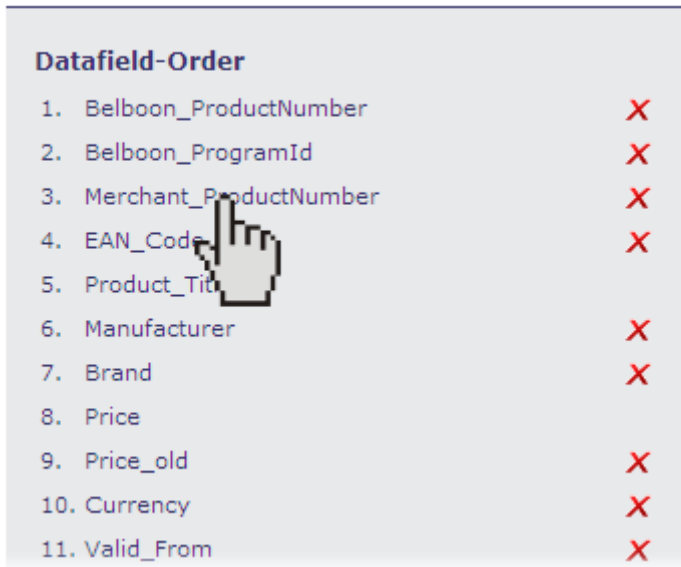 Datafield-Order
1. Belboon_ProductNumber
2. Belboon_ProgramId
3. Merchant_ProductNumber
4. EAN_Code
5.
6. Manufacturer
7. Brand
8. Price
9. Price_old
10. Currency
11. Valid_From